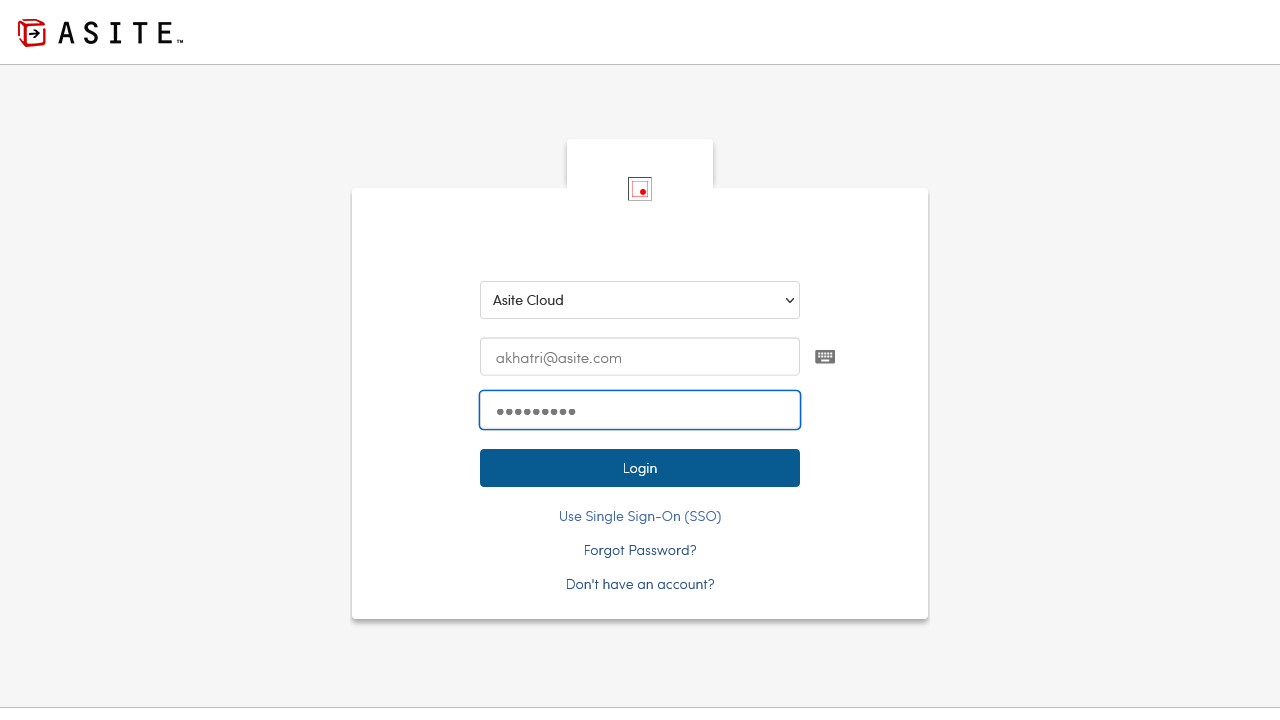 ASITE™
Asite Cloud
akhatri@asite.com
•••••••••
Login
Use Single Sign-On (SSO)
Forgot Password?
Don't have an account?